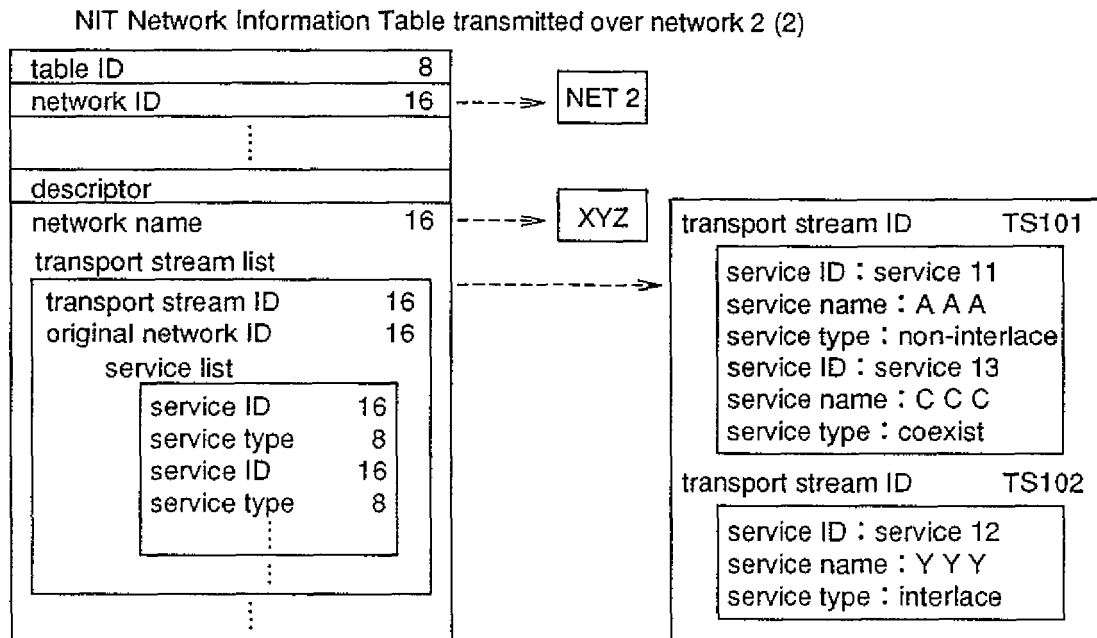 NIT Network Information Table transmitted over network 2 (2)
table ID 8
network ID 16
NET 2
descriptor
network name 16
XYZ
transport stream list
transport stream ID 16
original network ID 16
service list
service ID 16
service type 8
service ID 16
service type 8
transport stream ID TS101
service ID : service 11
service name : A A A
service type : non-interlace
service ID : service 13
service name : C C C
service type : coexist
transport stream ID TS102
service ID : service 12
service name : Y Y Y
service type : interlace